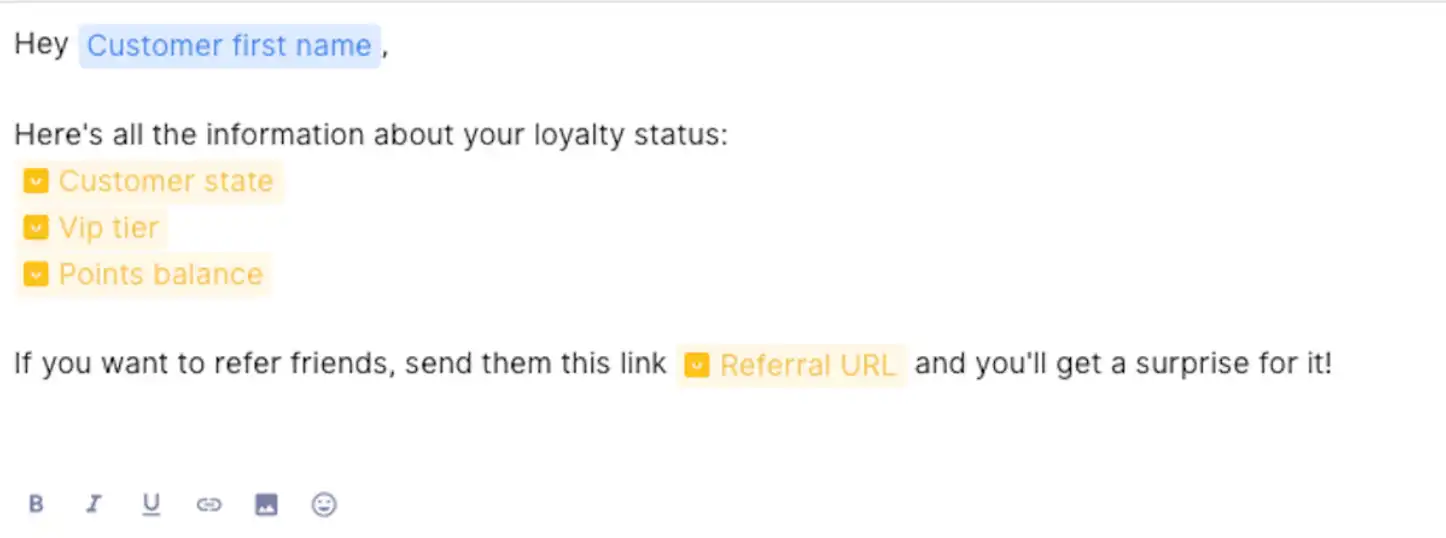 Hey Customer first name,
Here's all the information about your loyalty status:
Customer state
Vip tier
Points balance
If you want to refer friends, send them this link Referral URL and you'll get a surprise for it!
B I U